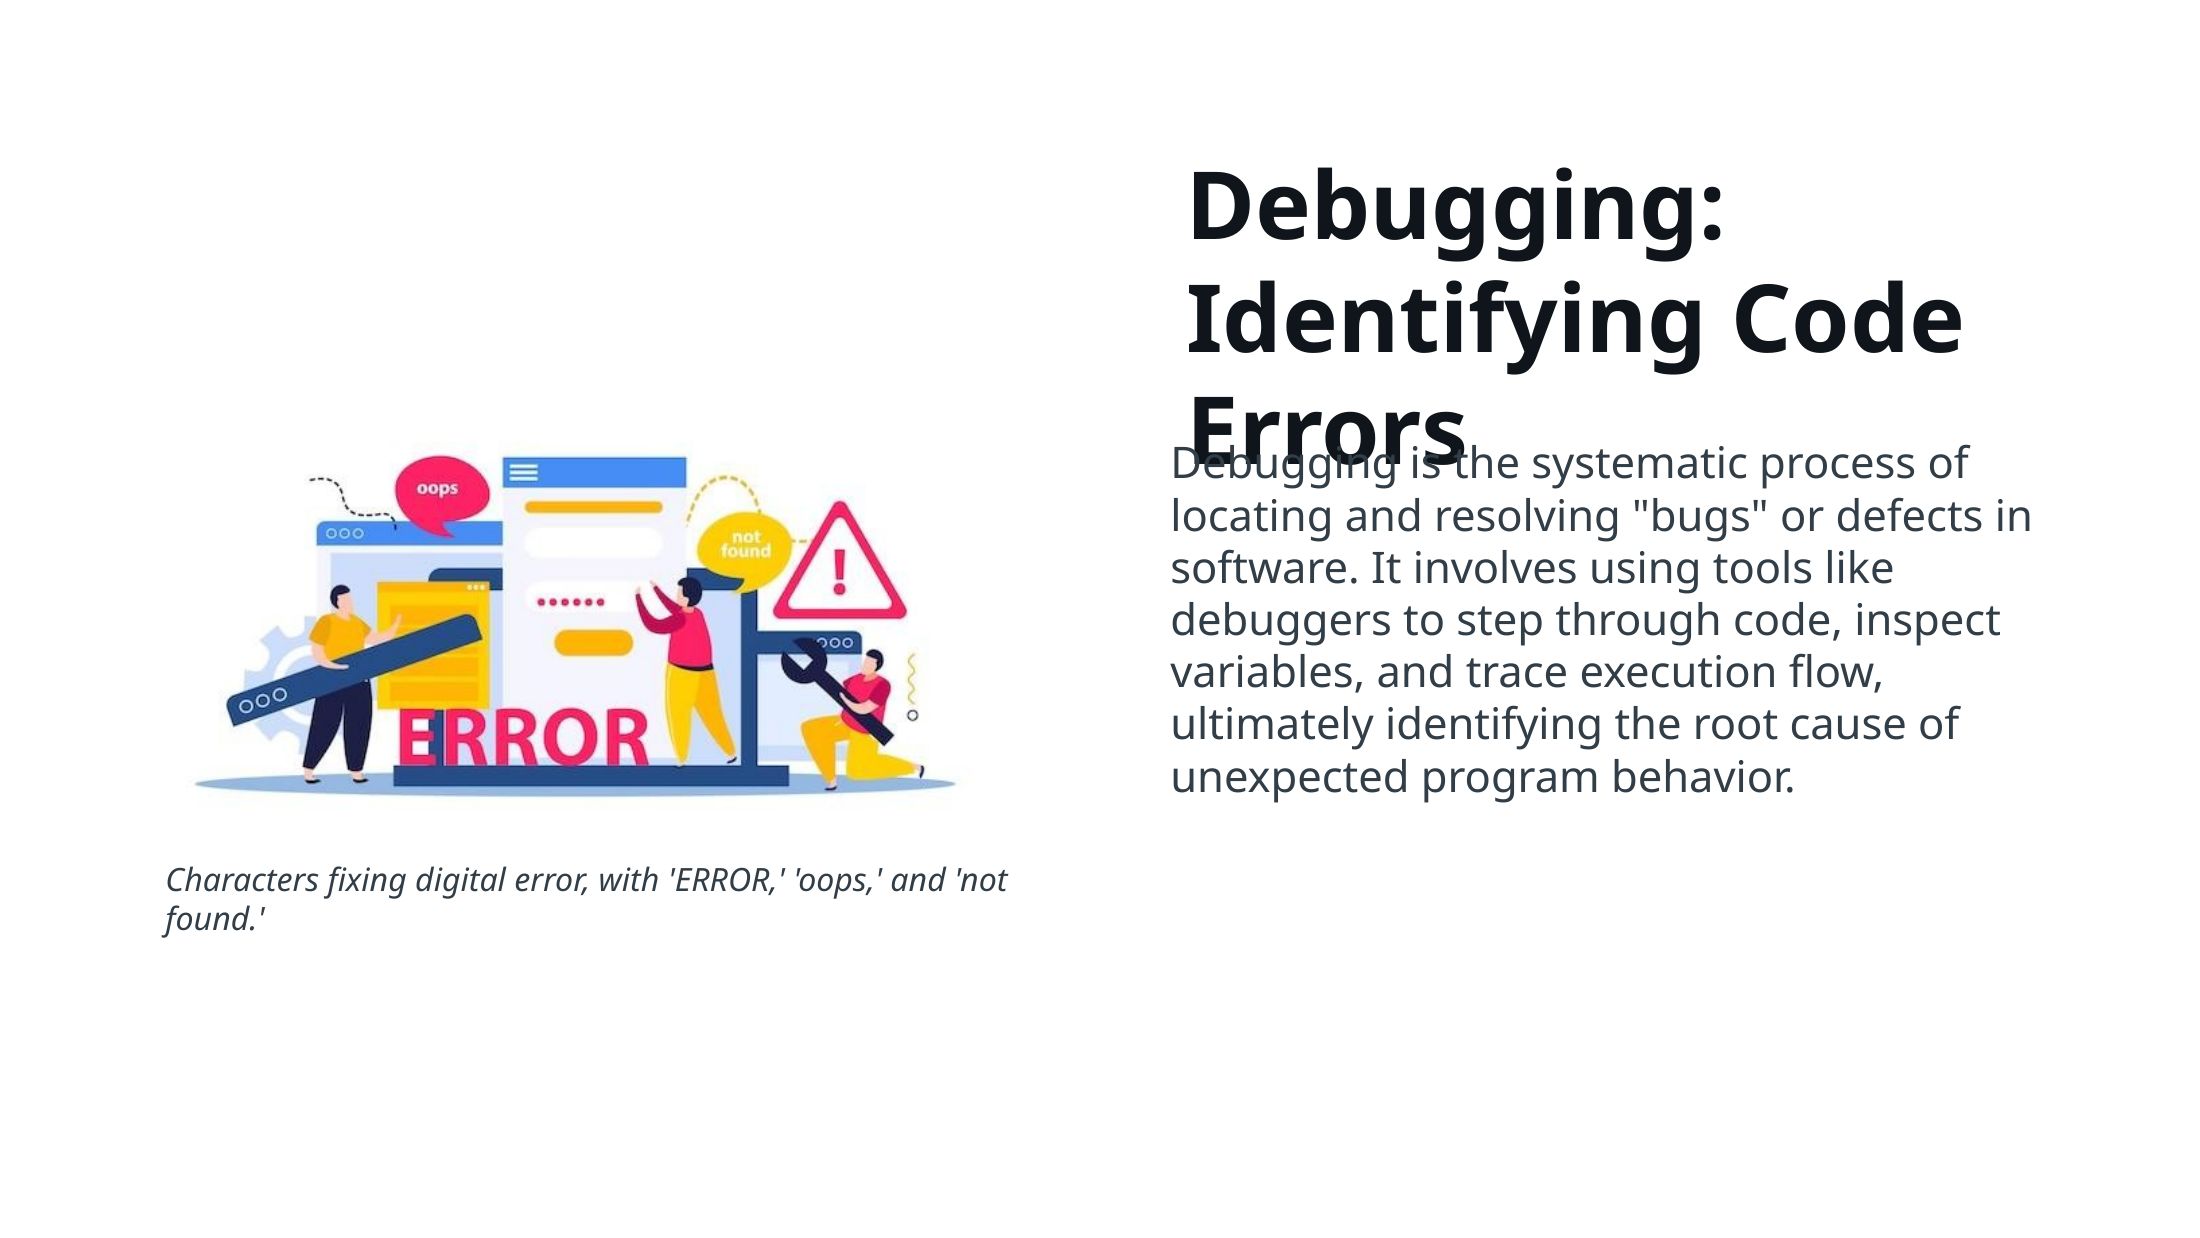 Debugging:
Identifying Code
Errors
Debugging is the systematic process of
locating and resolving "bugs" or defects in
software. It involves using tools like
debuggers to step through code, inspect
variables, and trace execution flow,
ultimately identifying the root cause of
unexpected program behavior.
oops
not
found
!
ERROR
Characters fixing digital error, with 'ERROR,' 'oops,' and 'not
found.'